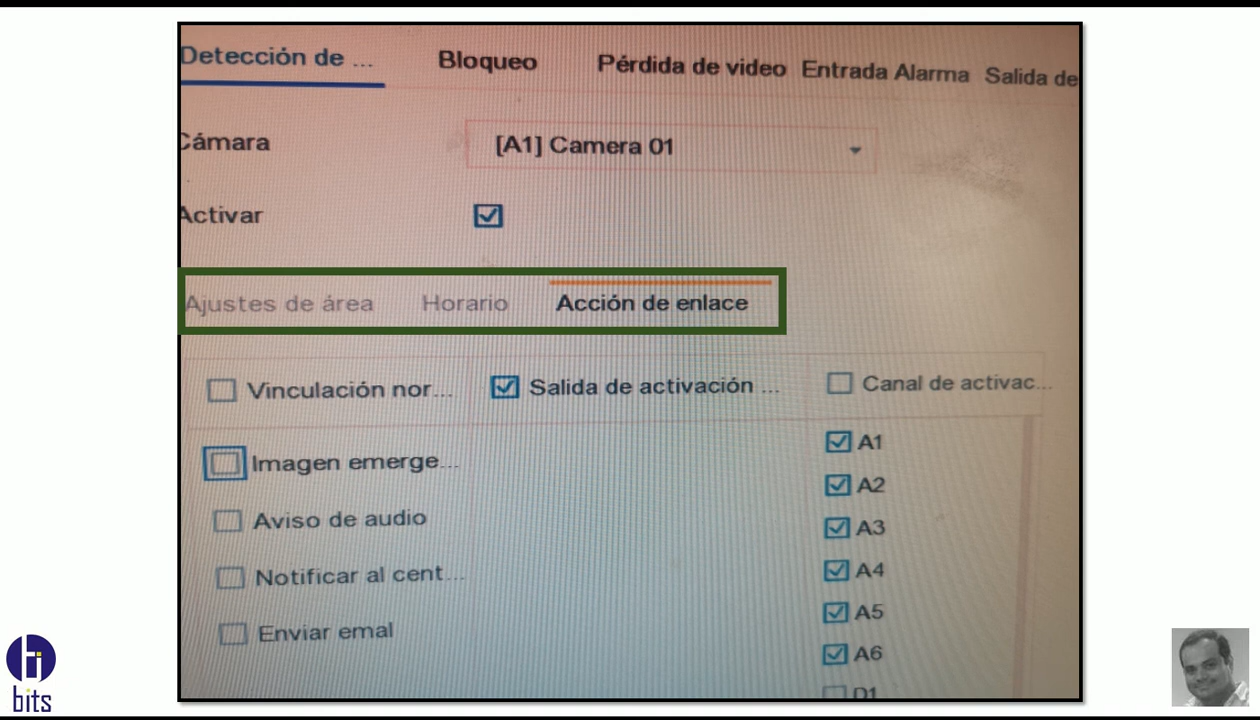 Detección de ... Bloqueo Pérdida de video Entrada Alarma Salida de
Cámara [A1] Camera 01
Activar
Ajustes de área Horario Acción de enlace
Vinculación nor... Salida de activación ... Canal de activac...
A1
Imagen emerge...
A2
Aviso de audio
A3
Notificar al cent...
A4
A5
Enviar emal
A6
D1
bits